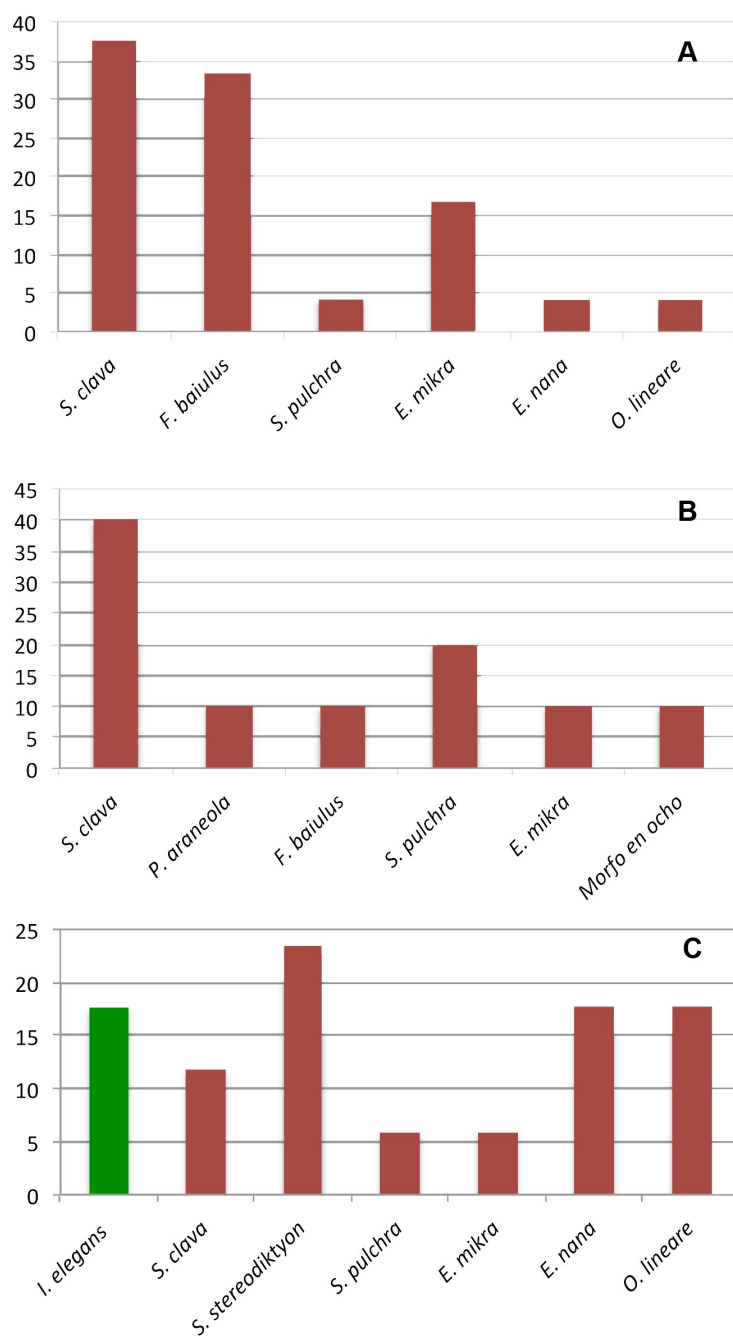 40
A
35
30
25
20
15
10
5
0
S. clava
F. baiulus
S. pulchra
E. mikra
E. nana
O. lineare
45
B
40
35
30
25
20
15
10
5
0
S. clava
P. araneola
F. baiulus
S. pulchra
E. mikra
Morfo en ocho
25
C
20
15
10
5
0
I. elegans
S. clava
S. stereodiktyon
S. pulchra
E. mikra
E. nana
O. lineare